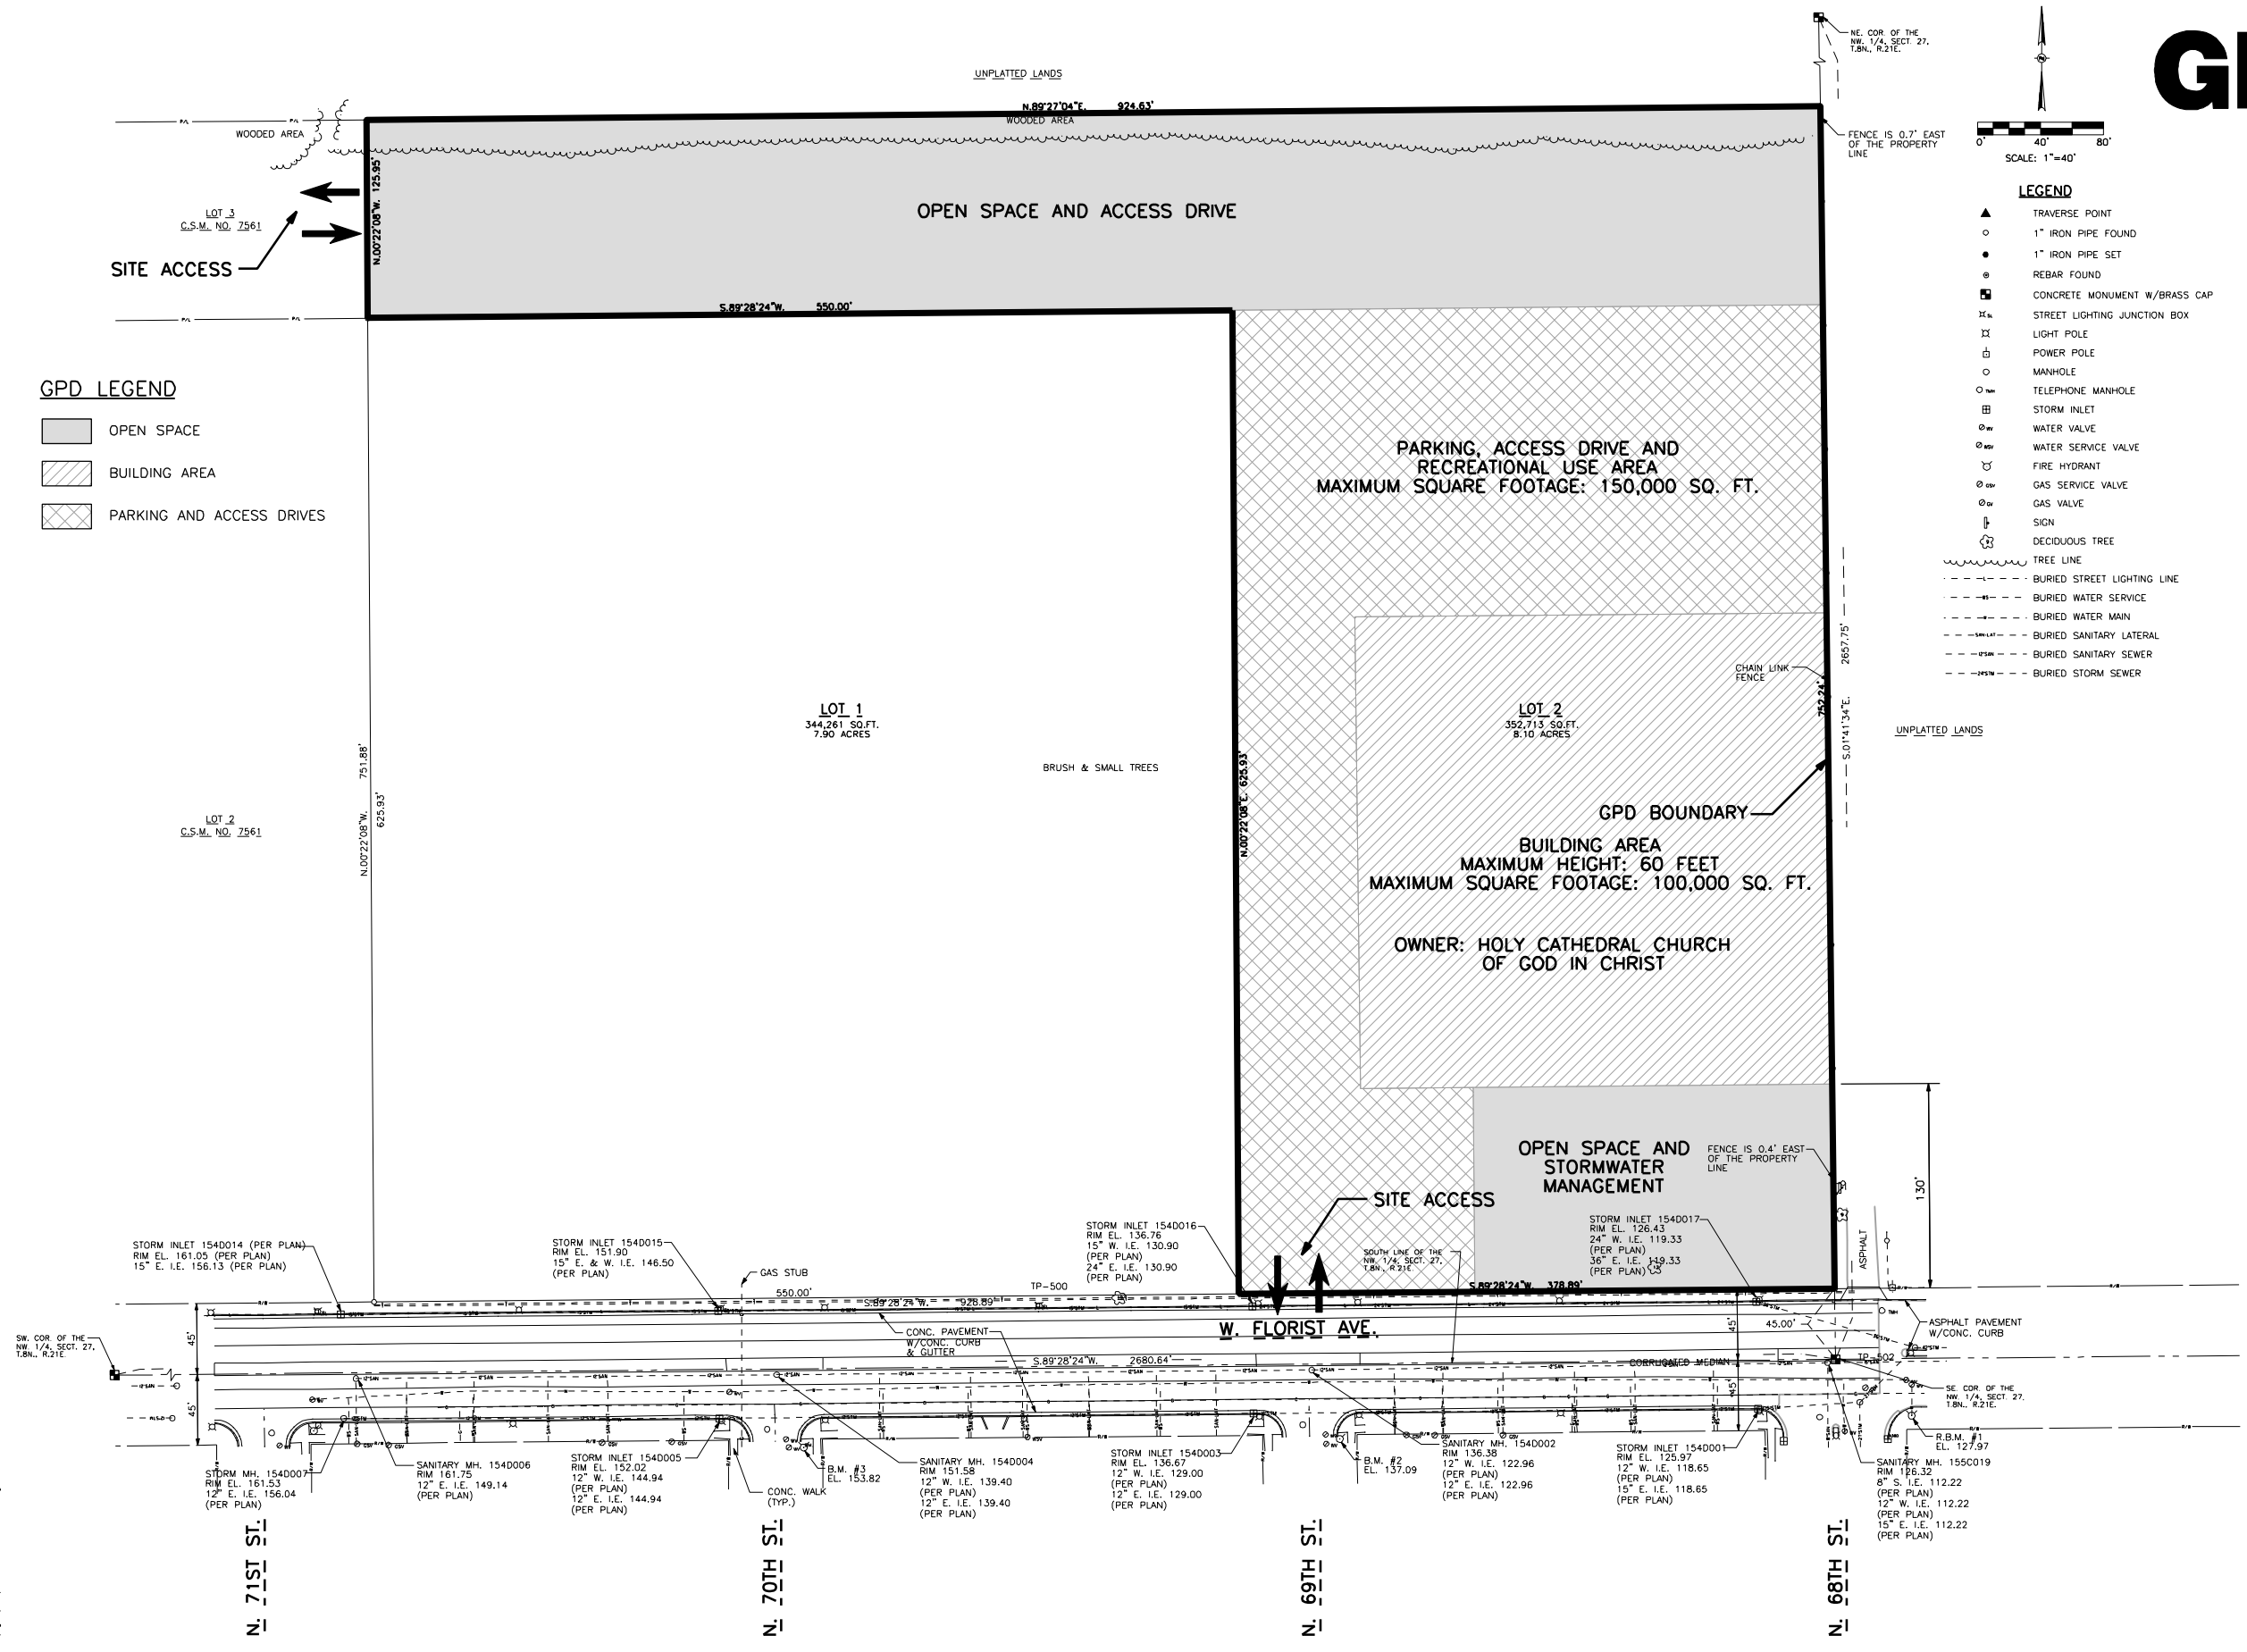 UNPLATTED LANDS
NE. COR. OF THE
NW. 1/4, SECT. 27,
T.8N., R.21E.
N.89°27'04"E. 924.63'
WOODED AREA
WOODED AREA
FENCE IS 0.7' EAST
OF THE PROPERTY
LINE
0' 40' 80'
SCALE: 1"=40'
LOT 3
C.S.M. NO. 7561
N.00°22'08"W. 125.95'
SITE ACCESS
OPEN SPACE AND ACCESS DRIVE
S.89°28'24"W. 550.00'
LEGEND
TRAVERSE POINT
1" IRON PIPE FOUND
1" IRON PIPE SET
REBAR FOUND
CONCRETE MONUMENT W/BRASS CAP
STREET LIGHTING JUNCTION BOX
LIGHT POLE
POWER POLE
MANHOLE
TELEPHONE MANHOLE
STORM INLET
WATER VALVE
WATER SERVICE VALVE
FIRE HYDRANT
GAS SERVICE VALVE
GAS VALVE
SIGN
DECIDUOUS TREE
TREE LINE
BURIED STREET LIGHTING LINE
BURIED WATER SERVICE
BURIED WATER MAIN
BURIED SANITARY LATERAL
BURIED SANITARY SEWER
BURIED STORM SEWER
GPD LEGEND
OPEN SPACE
BUILDING AREA
PARKING AND ACCESS DRIVES
PARKING, ACCESS DRIVE AND
RECREATIONAL USE AREA
MAXIMUM SQUARE FOOTAGE: 150,000 SQ. FT.
CHAIN LINK
FENCE
752.24'
S.01°41'34"E. 2657.75'
UNPLATTED LANDS
LOT 1
344,261 SQ.FT.
7.90 ACRES
BRUSH & SMALL TREES
LOT 2
352,713 SQ.FT.
8.10 ACRES
N.00°22'08"W. 751.88'
625.93'
N.00°22'08"E. 625.93'
LOT 2
C.S.M. NO. 7561
GPD BOUNDARY
BUILDING AREA
MAXIMUM HEIGHT: 60 FEET
MAXIMUM SQUARE FOOTAGE: 100,000 SQ. FT.
OWNER: HOLY CATHEDRAL CHURCH
OF GOD IN CHRIST
OPEN SPACE AND
STORMWATER
MANAGEMENT
FENCE IS 0.4' EAST
OF THE PROPERTY
LINE
130'
SITE ACCESS
ASPHALT
STORM INLET 154D014 (PER PLAN)
RIM EL. 161.05 (PER PLAN)
15" E. I.E. 156.13 (PER PLAN)
STORM INLET 154D015
RIM EL. 151.90
15" E. & W. I.E. 146.50
(PER PLAN)
GAS STUB
STORM INLET 154D016
RIM EL. 136.76
15" W. I.E. 130.90
(PER PLAN)
24" E. I.E. 130.90
(PER PLAN)
SOUTH LINE OF THE
NW. 1/4, SECT. 27,
T.8N., R.21E.
STORM INLET 154D017
RIM EL. 126.43
24" W. I.E. 119.33
(PER PLAN)
36" E. I.E. 119.33
(PER PLAN)
TP-500
550.00'
S.89°28'24"W. 928.89'
S.89°28'24"W. 378.89'
CONC. PAVEMENT
W/CONC. CURB
& GUTTER
W. FLORIST AVE.
45'
45'
45'
45'
45.00'
ASPHALT PAVEMENT
W/CONC. CURB
SW. COR. OF THE
NW. 1/4, SECT. 27,
T.8N., R.21E.
S.89°28'24"W. 2680.64'
CORRUGATED MEDIAN
TP-502
SE. COR. OF THE
NW. 1/4, SECT. 27,
T.8N., R.21E.
STORM MH. 154D007
RIM EL. 161.53
12" E. I.E. 156.04
(PER PLAN)
SANITARY MH. 154D006
RIM 161.75
12" E. I.E. 149.14
(PER PLAN)
STORM INLET 154D005
RIM EL. 152.02
12" W. I.E. 144.94
(PER PLAN)
12" E. I.E. 144.94
(PER PLAN)
CONC. WALK
(TYP.)
B.M. #3
EL. 153.82
SANITARY MH. 154D004
RIM 151.58
12" W. I.E. 139.40
(PER PLAN)
12" E. I.E. 139.40
(PER PLAN)
STORM INLET 154D003
RIM EL. 136.67
12" W. I.E. 129.00
(PER PLAN)
12" E. I.E. 129.00
(PER PLAN)
B.M. #2
EL. 137.09
SANITARY MH. 154D002
RIM 136.38
12" W. I.E. 122.96
(PER PLAN)
12" E. I.E. 122.96
(PER PLAN)
STORM INLET 154D001
RIM EL. 125.97
12" W. I.E. 118.65
(PER PLAN)
15" E. I.E. 118.65
(PER PLAN)
R.B.M. #1
EL. 127.97
SANITARY MH. 155C019
RIM 126.32
8" S. I.E. 112.22
(PER PLAN)
12" W. I.E. 112.22
(PER PLAN)
15" E. I.E. 112.22
(PER PLAN)
N. 71ST ST.
N. 70TH ST.
N. 69TH ST.
N. 68TH ST.